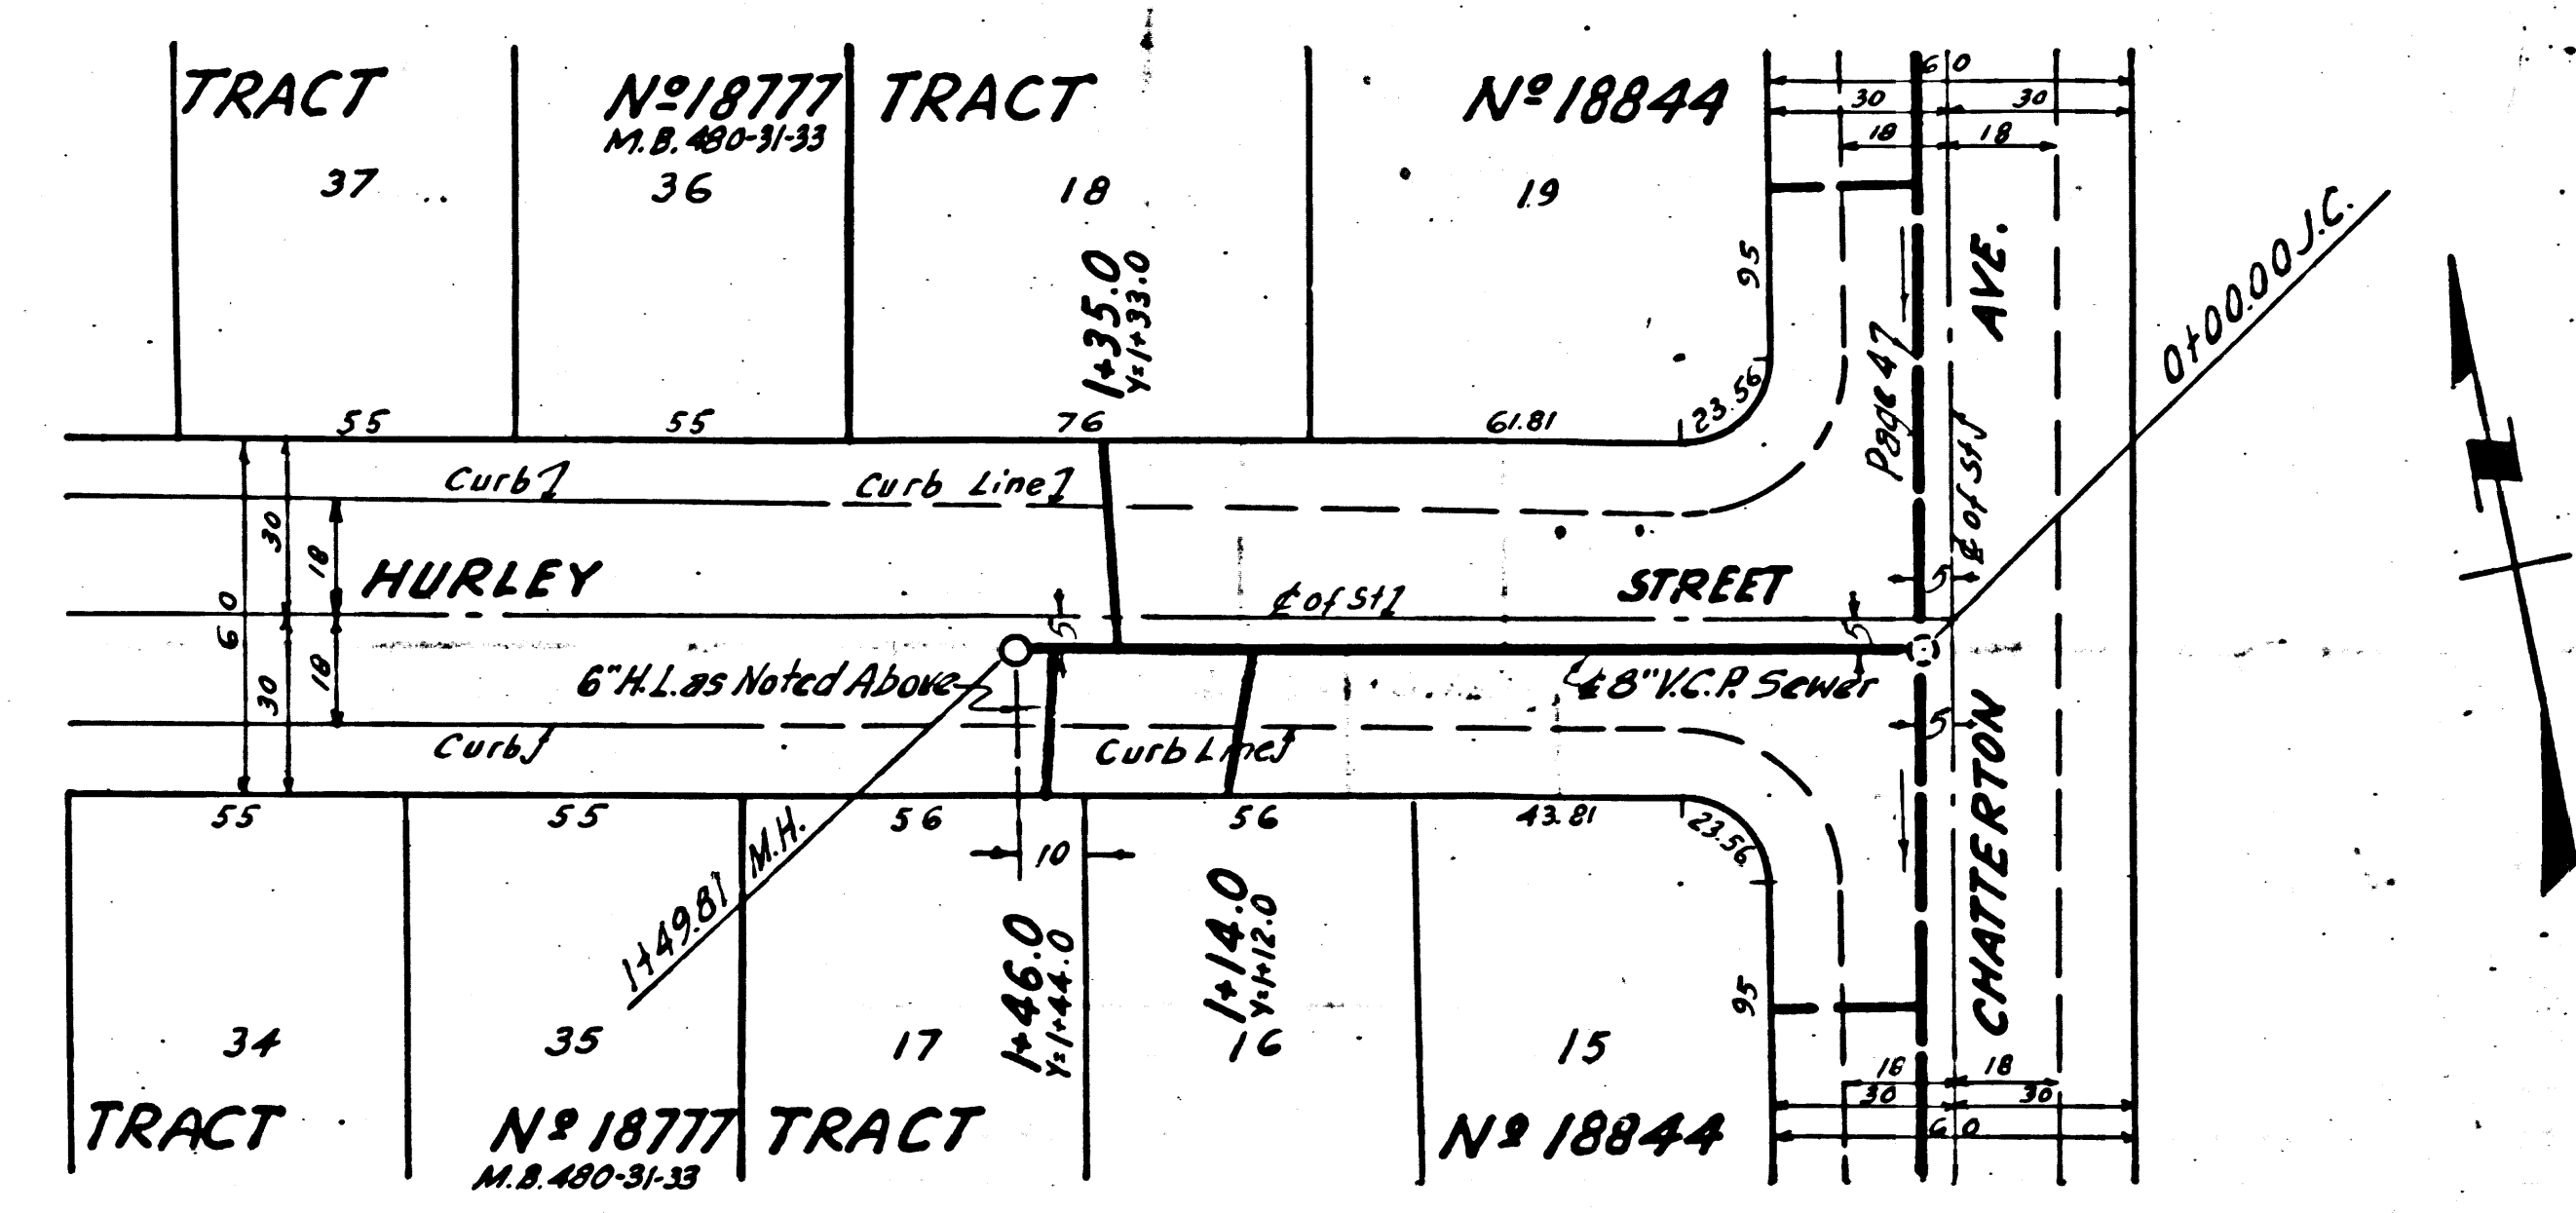 TRACT Nº 18777 TRACT Nº 18844
M.B. 480-31-33
37 36 18 19
60
30 30
18 18
1+35.0
Y=1+33.0
95
AVE.
0+00.00 J.C.
Page 47
55 55 76 61.81 23.56
Curb Curb Line
℄ of St
30 18
HURLEY STREET
℄ of St
60
5 5 5
30 18
6" H.L. as Noted Above
℄ 8" V.C.P. Sewer
5
Curb Curb Line
CHATTERTON
55 55 56 56 43.81 23.56
10
1+49.81 M.H.
1+46.0
Y=1+44.0
1+14.0
Y=1+12.0
95
34 35 17 16 15
18 18
30 30
60
TRACT Nº 18777 TRACT Nº 18844
M.B. 480-31-33